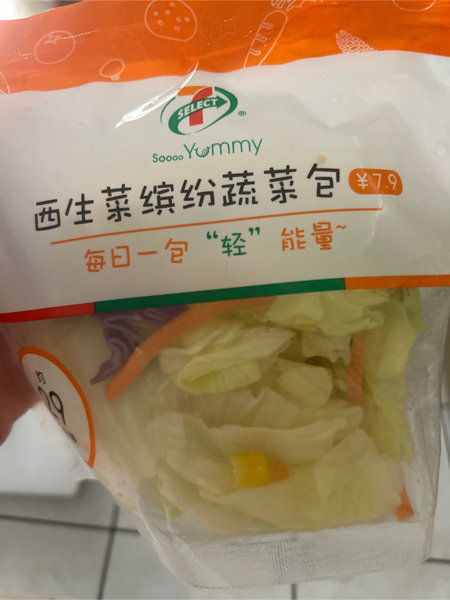 7
SELECT®
Soooo Yummy
西生菜缤纷蔬菜包 ¥7.9
每日一包 “轻” 能量~
约